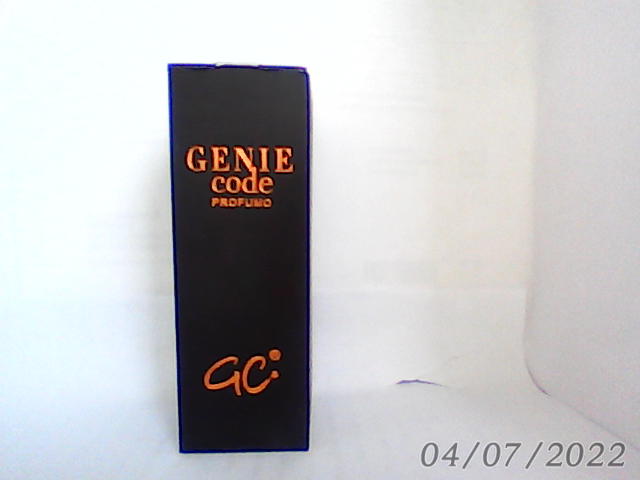 GENIE
code
PROFUMO
GC:
04/07/2022